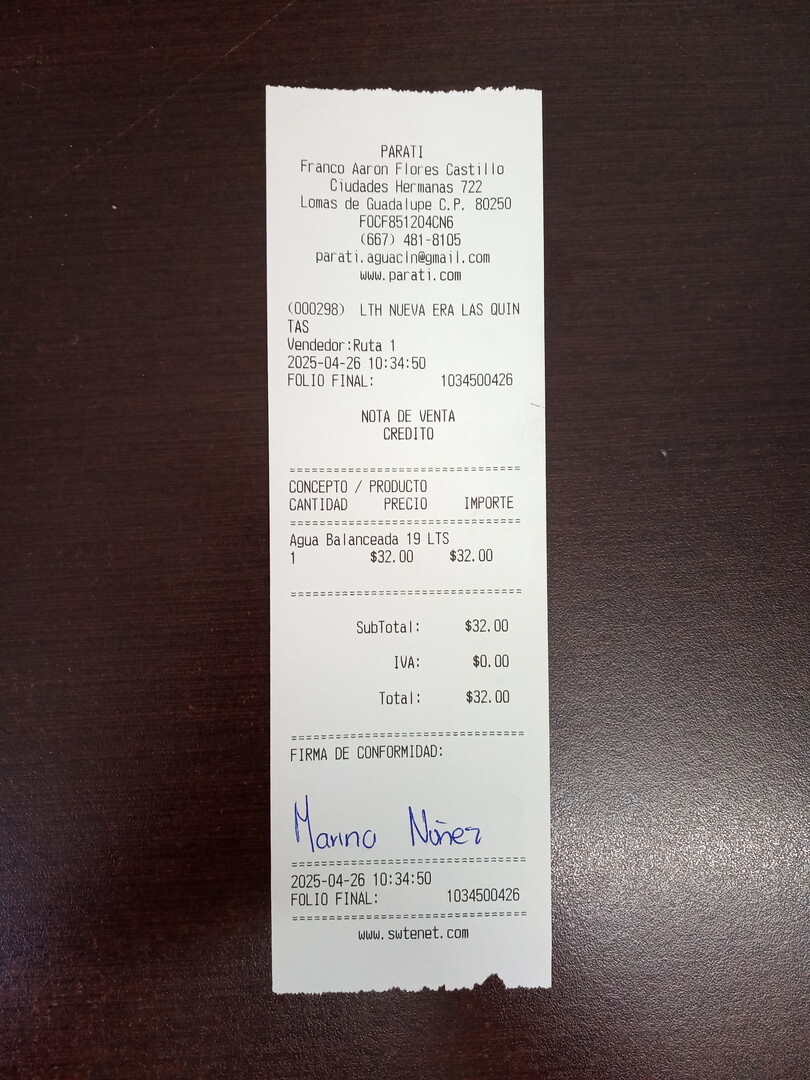 PARATI
Franco Aaron Flores Castillo
Ciudades Hermanas 722
Lomas de Guadalupe C.P. 80250
FOCF851204CN6
(667) 481-8105
parati.aguacln@gmail.com
www.parati.com
(000298) LTH NUEVA ERA LAS QUIN
TAS
Vendedor:Ruta 1
2025-04-26 10:34:50
FOLIO FINAL: 1034500426
NOTA DE VENTA
CREDITO
==============================
CONCEPTO / PRODUCTO
CANTIDAD PRECIO IMPORTE
==============================
Agua Balanceada 19 LTS
1 $32.00 $32.00
==============================
SubTotal: $32.00
IVA: $0.00
Total: $32.00
==============================
FIRMA DE CONFORMIDAD:
Marino Núñez
==============================
2025-04-26 10:34:50
FOLIO FINAL: 1034500426
==============================
www.swtenet.com